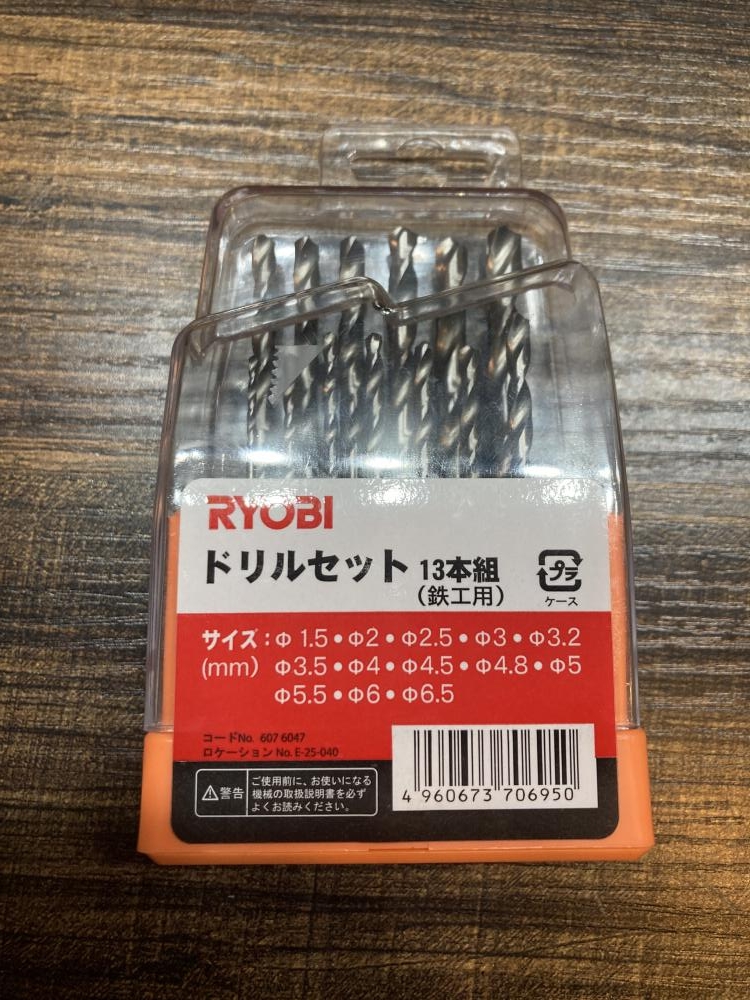 RYOBI
ドリルセット 13本組
(鉄工用)
プラ
ケース
サイズ：Φ 1.5・Φ2・Φ2.5・Φ3・Φ3.2
(mm) Φ3.5・Φ4・Φ4.5・Φ4.8・Φ5
Φ5.5・Φ6・Φ6.5
コードNo. 607 6047
ロケーション No. E-25-040
警告
ご使用前に、お使いになる
機械の取扱説明書を必ず
よくお読みください。
4 960673 706950